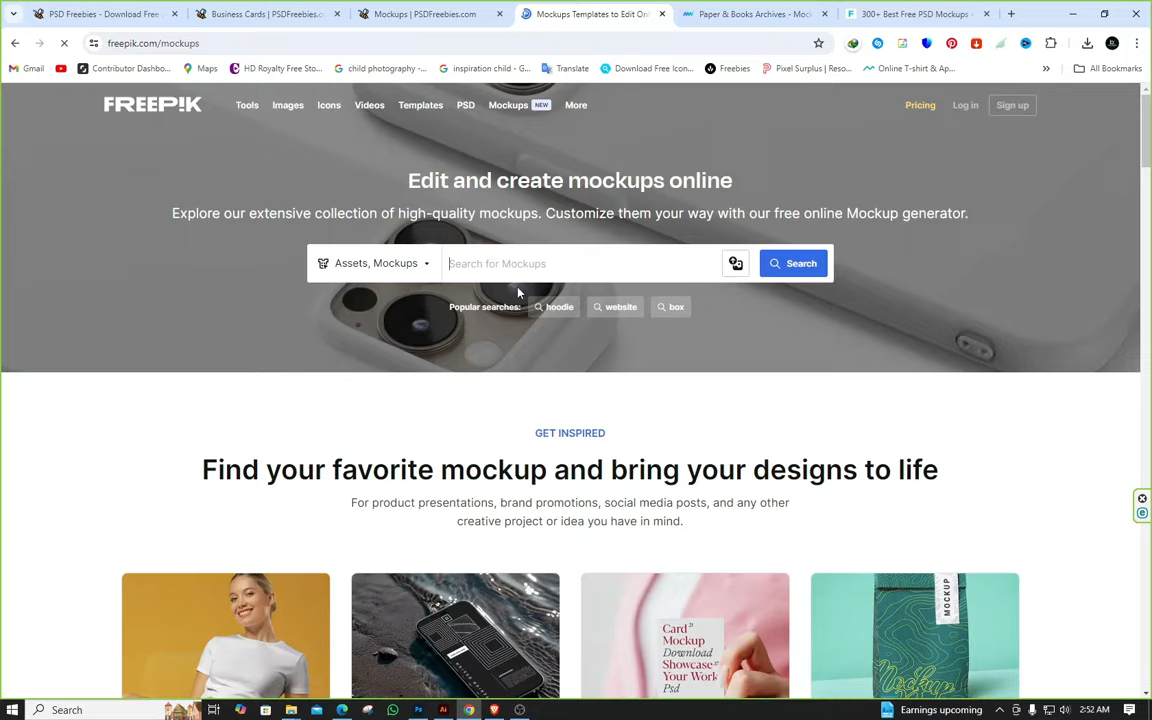 PSD Freebies - Download Free
Business Cards | PSDFreebies.co
Mockups | PSDFreebies.com
Mockups Templates to Edit On
Paper & Books Archives - Mock
300+ Best Free PSD Mockups
freepik.com/mockups
Gmail
Contributor Dashbo...
Maps
HD Royalty Free Sto...
child photography -...
inspiration child - G...
Translate
Download Free Icon...
Freebies
Pixel Surplus | Reso...
Online T-shirt & Ap...
All Bookmarks
FREEPIK
Tools
Images
Icons
Videos
Templates
PSD
Mockups NEW
More
Pricing
Log in
Sign up
Edit and create mockups online
Explore our extensive collection of high-quality mockups. Customize them your way with our free online Mockup generator.
Assets, Mockups
Search for Mockups
Search
Popular searches:
hoodie
website
box
GET INSPIRED
Find your favorite mockup and bring your designs to life
For product presentations, brand promotions, social media posts, and any other
creative project or idea you have in mind.
Card
Mockup
Download
Showcase
Your Work
Psd
MOCKUP
Mockup
Search
Earnings upcoming
2:52 AM